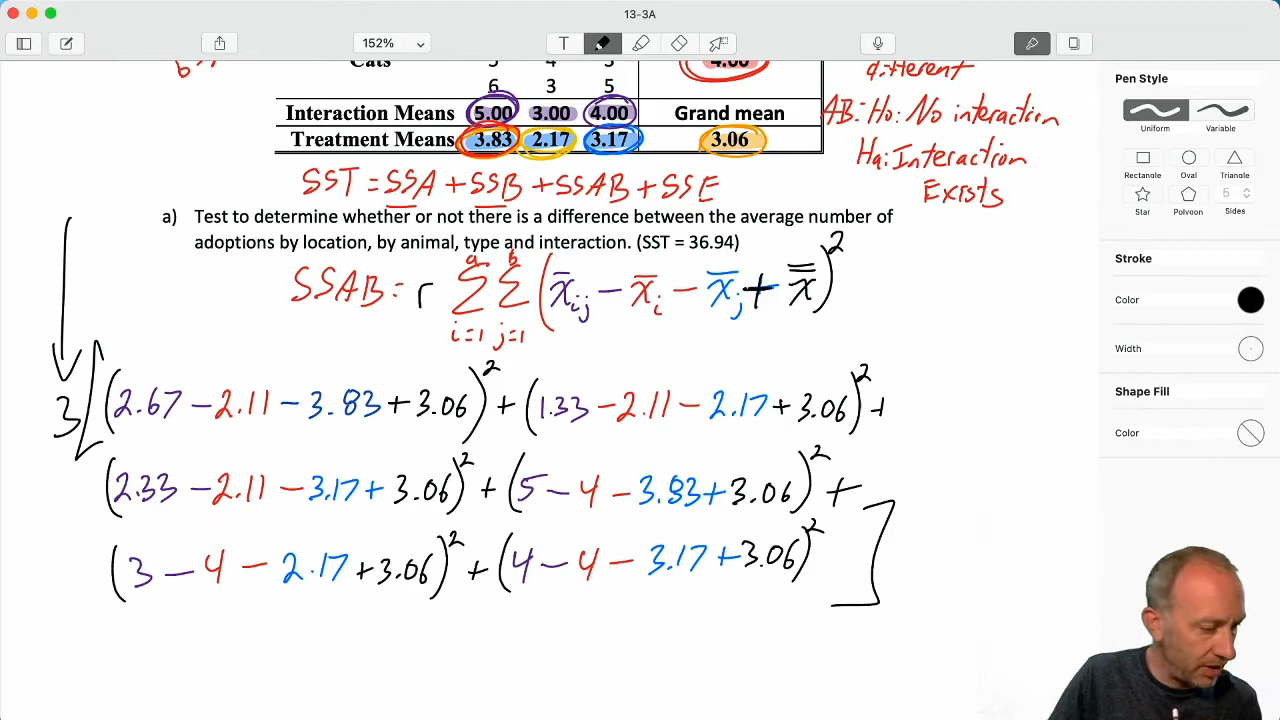 13-3A
152%
T
Cats 4.00
6 3 5
Interaction Means 5.00 3.00 4.00 Grand mean
Treatment Means 3.83 2.17 3.17 3.06
different
AB: Ho: No interaction
Ha: Interaction
Exists
SST = SSA + SSB + SSAB + SSE
a) Test to determine whether or not there is a difference between the average number of
adoptions by location, by animal, type and interaction. (SST = 36.94)
SSAB = r a∑i=1 b∑j=1 (x̄ij − x̄i − x̄j + x̿)²
3[(2.67 − 2.11 − 3.83 + 3.06)² + (1.33 − 2.11 − 2.17 + 3.06)² +
(2.33 − 2.11 − 3.17 + 3.06)² + (5 − 4 − 3.83 + 3.06)² +
(3 − 4 − 2.17 + 3.06)² + (4 − 4 − 3.17 + 3.06)²]
Pen Style
Uniform Variable
Rectangle Oval Triangle
5
Star Polygon Sides
Stroke
Color
Width
Shape Fill
Color